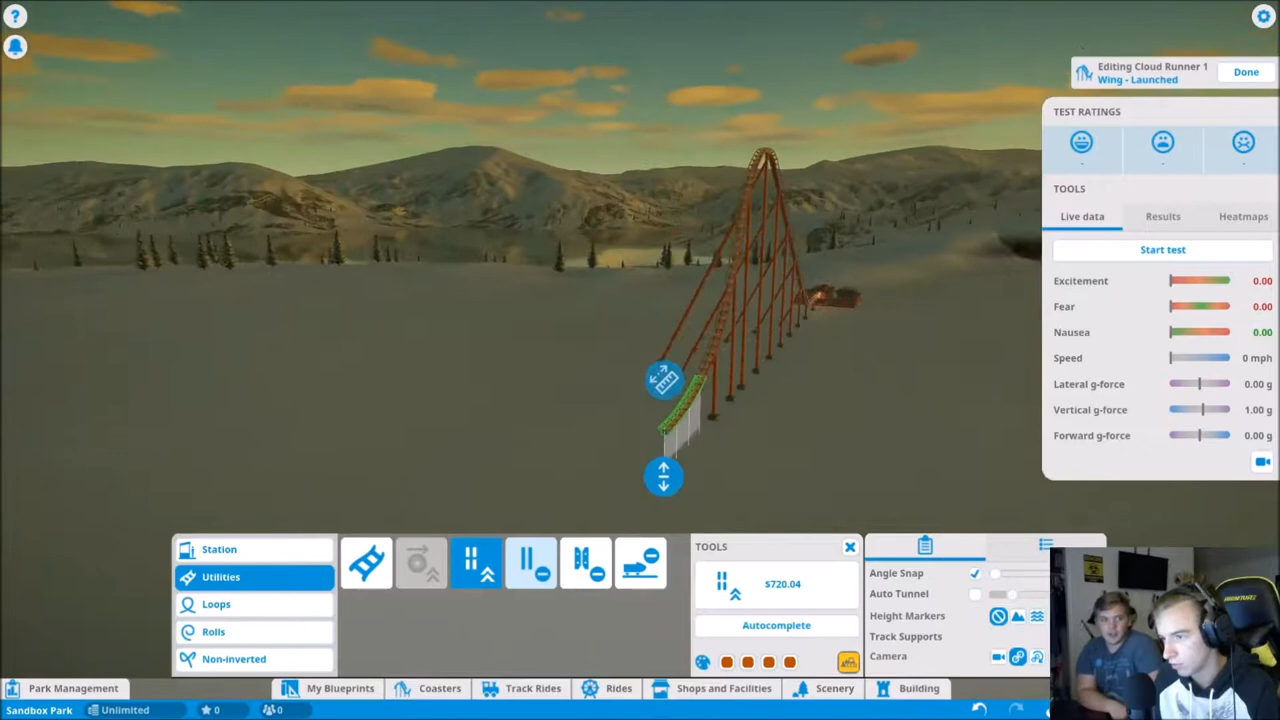 ?
Editing Cloud Runner 1
Wing - Launched
Done
TEST RATINGS
- - -
TOOLS
Live data Results Heatmaps
Start test
Excitement 0.00
Fear 0.00
Nausea 0.00
Speed 0 mph
Lateral g-force 0.00 g
Vertical g-force 1.00 g
Forward g-force 0.00 g
Station
Utilities
Loops
Rolls
Non-inverted
TOOLS
$720.04
Autocomplete
Angle Snap
Auto Tunnel
Height Markers
Track Supports
Camera
Park Management
My Blueprints
Coasters
Track Rides
Rides
Shops and Facilities
Scenery
Building
Sandbox Park
Unlimited
0
0